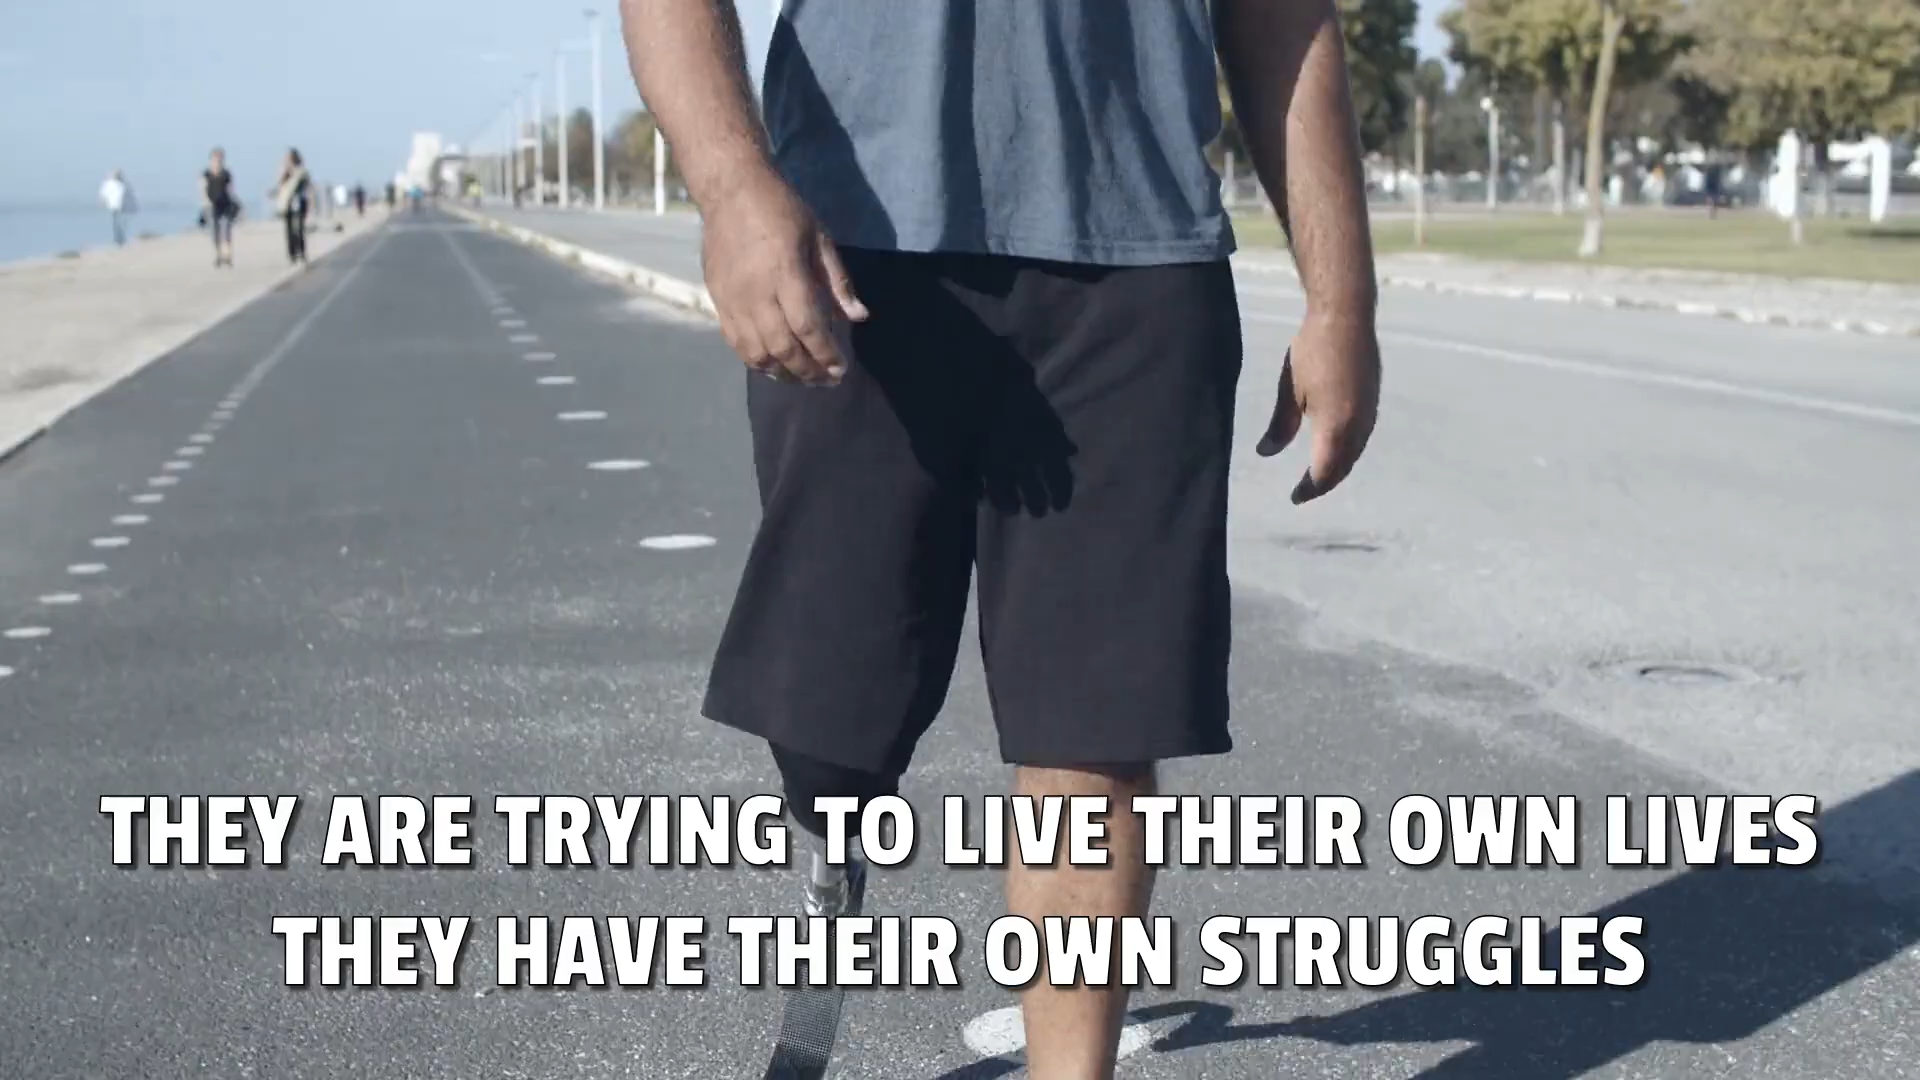 THEY ARE TRYING TO LIVE THEIR OWN LIVES
THEY HAVE THEIR OWN STRUGGLES